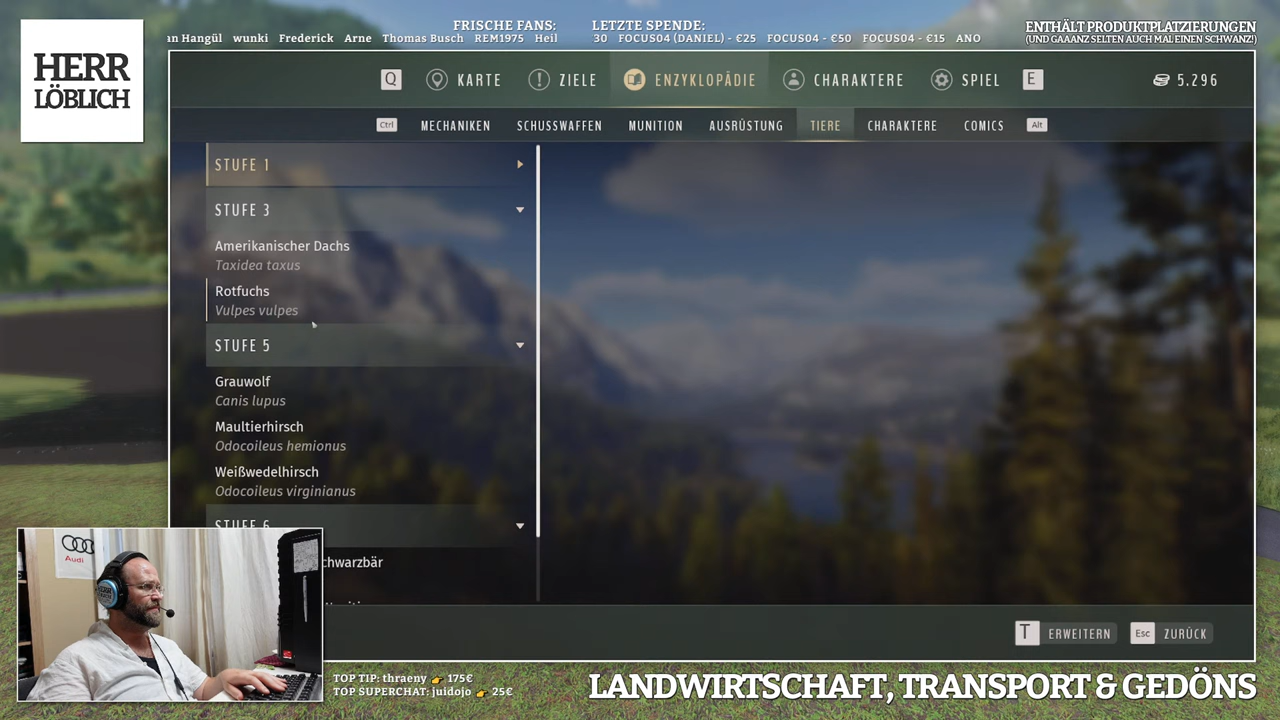 HERR
LÖBLICH
FRISCHE FANS:
an Hangül wunki Frederick Arne Thomas Busch REM1975 Heil
LETZTE SPENDE:
30 FOCUS04 (DANIEL) - €25 FOCUS04 - €50 FOCUS04 - €15 ANO
ENTHÄLT PRODUKTPLATZIERUNGEN
(UND GAAANZ SELTEN AUCH MAL EINEN SCHWANZ!)
Q KARTE ZIELE ENZYKLOPÄDIE CHARAKTERE SPIEL E 5.296
Ctrl MECHANIKEN SCHUSSWAFFEN MUNITION AUSRÜSTUNG TIERE CHARAKTERE COMICS Alt
STUFE 1
STUFE 3
Amerikanischer Dachs
Taxidea taxus
Rotfuchs
Vulpes vulpes
STUFE 5
Grauwolf
Canis lupus
Maultierhirsch
Odocoileus hemionus
Weißwedelhirsch
Odocoileus virginianus
STUFE 6
chwarzbär
T ERWEITERN Esc ZURÜCK
Audi
TOP TIP: thraeny 👉 175€
TOP SUPERCHAT: juidojo 👉 25€
LANDWIRTSCHAFT, TRANSPORT & GEDÖNS